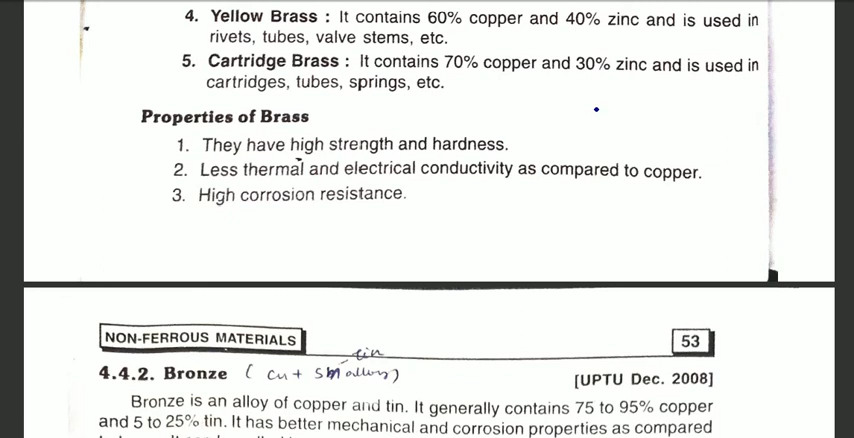 4. Yellow Brass : It contains 60% copper and 40% zinc and is used in
rivets, tubes, valve stems, etc.
5. Cartridge Brass : It contains 70% copper and 30% zinc and is used in
cartridges, tubes, springs, etc.
Properties of Brass
1. They have high strength and hardness.
2. Less thermal and electrical conductivity as compared to copper.
3. High corrosion resistance.
NON-FERROUS MATERIALS 53
tin
4.4.2. Bronze ( Cu + Sn alloy) [UPTU Dec. 2008]
Bronze is an alloy of copper and tin. It generally contains 75 to 95% copper
and 5 to 25% tin. It has better mechanical and corrosion properties as compared